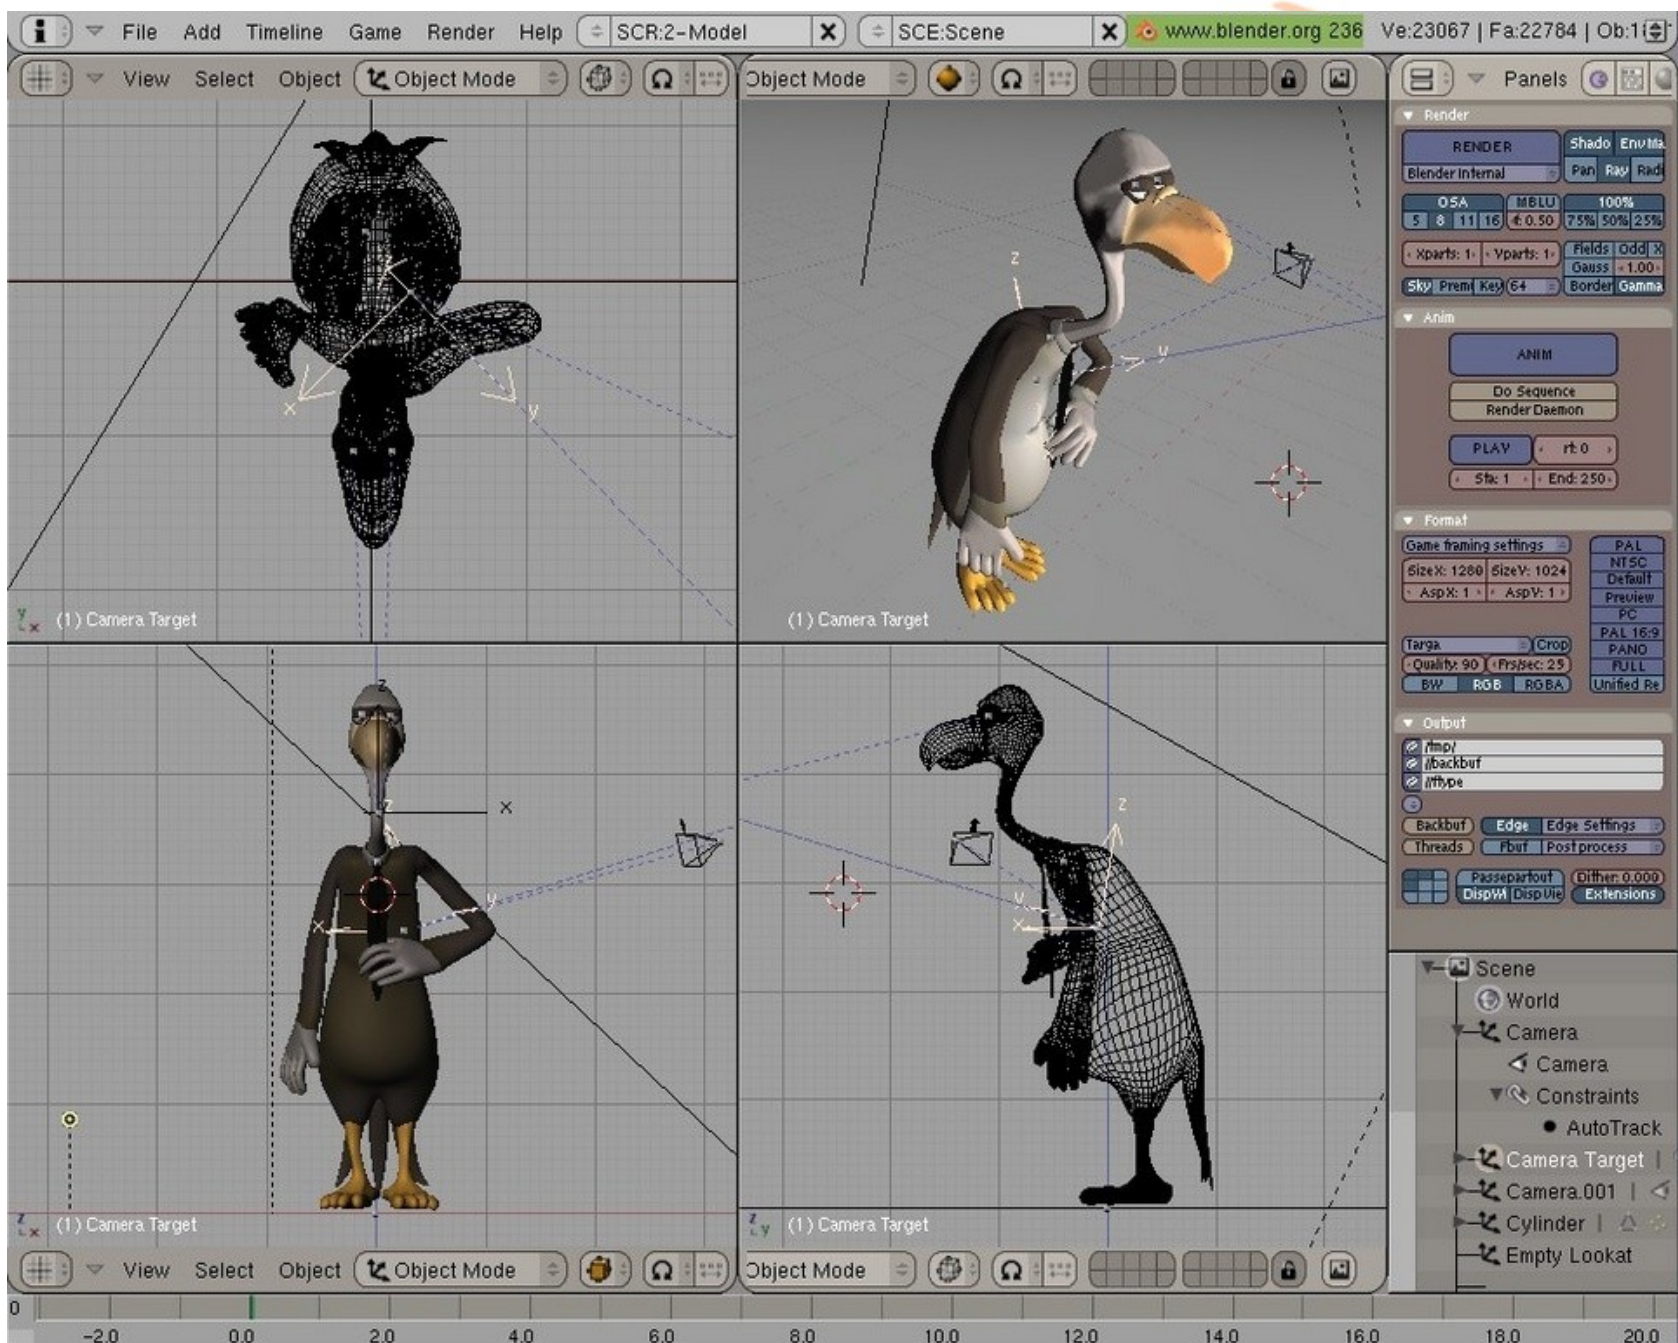 File Add Timeline Game Render Help SCR:2-Model SCE:Scene www.blender.org 236 Ve:23067 | Fa:22784 | Ob:1
View Select Object Object Mode
Object Mode
Panels
x
y
(1) Camera Target
z
y
(1) Camera Target
z
x
z
y
x
(1) Camera Target
z
y
x
(1) Camera Target
View Select Object Object Mode
Object Mode
Render
RENDER
Blender Internal
Shado EnvMa
Pan Ray Radi
OSA MBLU 100%
5 8 11 16 0.50 75% 50% 25%
Xparts: 1 Yparts: 1 Fields Odd X
Gauss 1.00
Sky Prem Key 64 Border Gamma
Anim
ANIM
Do Sequence
Render Daemon
PLAY rt: 0
Sta: 1 End: 250
Format
Game framing settings
SizeX: 1280 SizeY: 1024
AspX: 1 AspY: 1
Targa Crop
Quality: 90 Frs/sec: 25
BW RGB RGBA
PAL
NTSC
Default
Preview
PC
PAL 16:9
PANO
FULL
Unified Re
Output
/tmp/
//backbuf
//ftype
Backbuf Edge Edge Settings
Threads Fbuf Post process
Passepartout Dither: 0.000
DispWi DispVie Extensions
Scene
World
Camera
Camera
Constraints
AutoTrack
Camera Target
Camera.001
Cylinder
Empty Lookat
0
-2.0 0.0 2.0 4.0 6.0 8.0 10.0 12.0 14.0 16.0 18.0 20.0